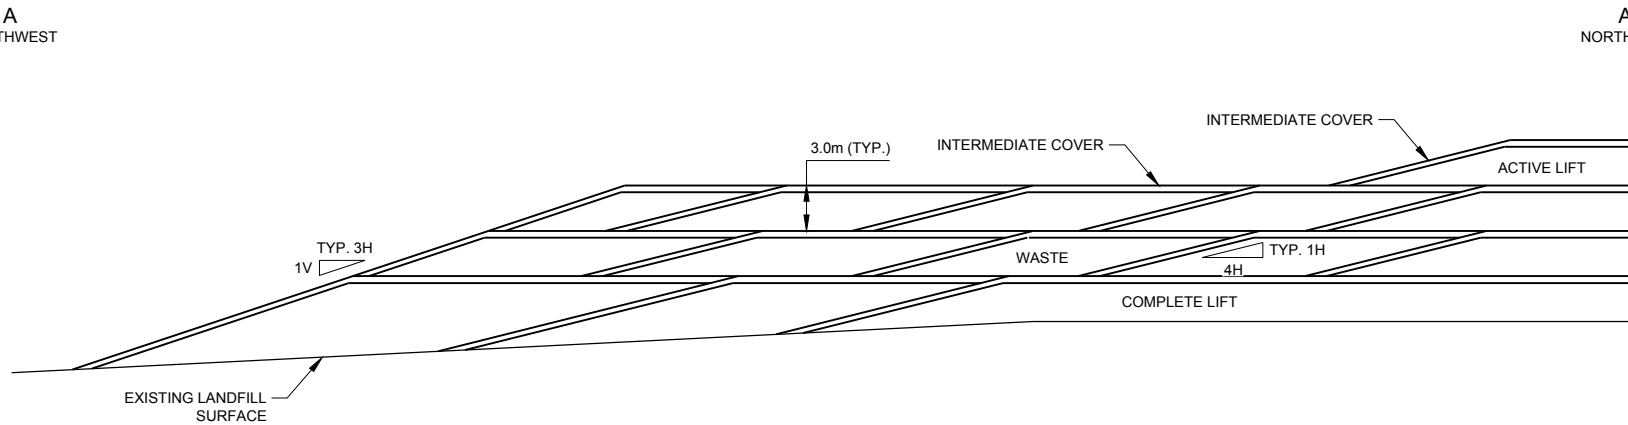 A
THWEST
A
NORTH
INTERMEDIATE COVER
3.0m (TYP.)
INTERMEDIATE COVER
ACTIVE LIFT
TYP. 3H
1V
WASTE
TYP. 1H
4H
COMPLETE LIFT
EXISTING LANDFILL
SURFACE